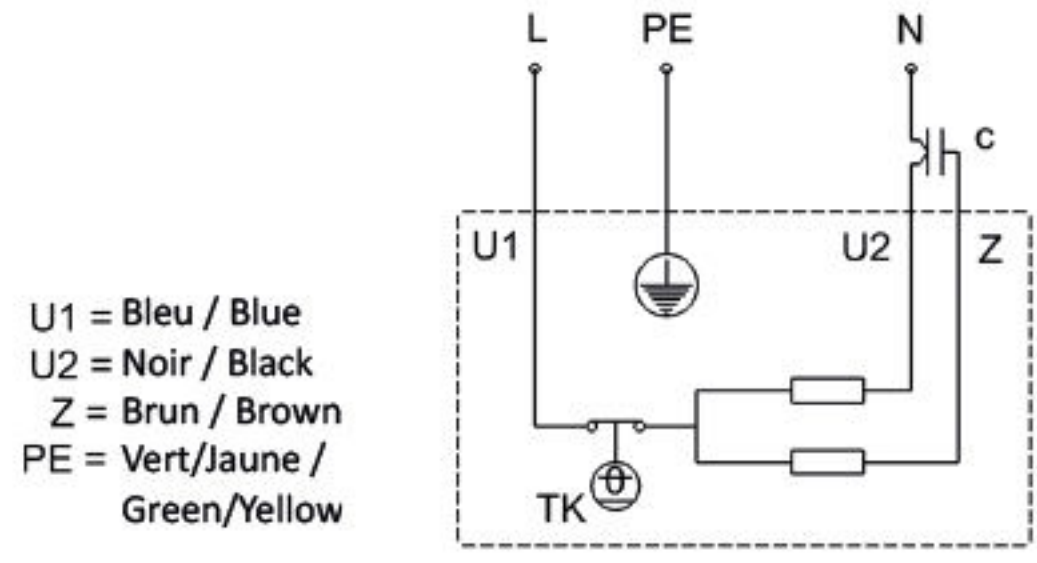 L PE N
c
U1 U2 Z
U1 = Bleu / Blue
U2 = Noir / Black
Z = Brun / Brown
PE = Vert/Jaune /
Green/Yellow
θ
TK